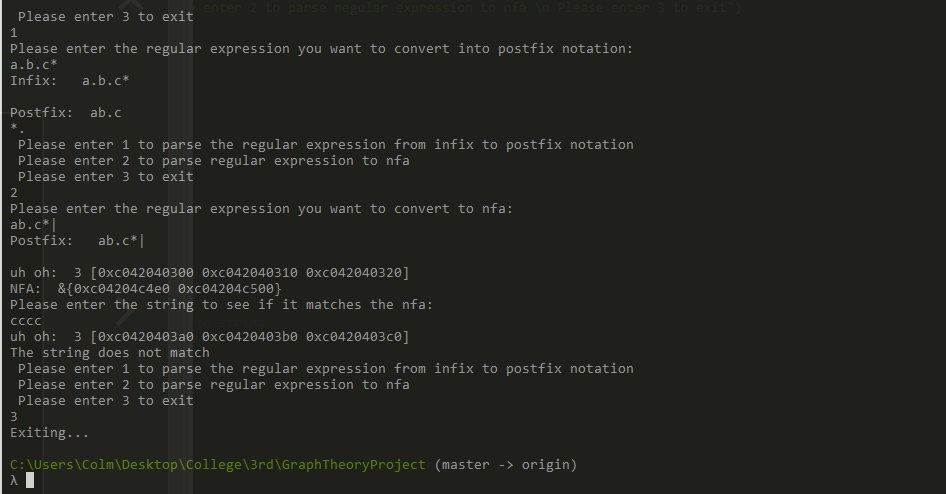 enter 2 to parse regular expression to nfa \n Please enter 3 to exit")
Please enter 3 to exit
1
Please enter the regular expression you want to convert into postfix notation:
a.b.c*
Infix:   a.b.c*
Postfix:  ab.c
*.
Please enter 1 to parse the regular expression from infix to postfix notation
Please enter 2 to parse regular expression to nfa
Please enter 3 to exit
2
Please enter the regular expression you want to convert to nfa:
ab.c*|
Postfix:   ab.c*|
uh oh:  3 [0xc042040300 0xc042040310 0xc042040320]
NFA:  &{0xc04204c4e0 0xc04204c500}
Please enter the string to see if it matches the nfa:
cccc
uh oh:  3 [0xc0420403a0 0xc0420403b0 0xc0420403c0]
The string does not match
Please enter 1 to parse the regular expression from infix to postfix notation
Please enter 2 to parse regular expression to nfa
Please enter 3 to exit
3
Exiting...
C:\Users\Colm\Desktop\College\3rd\GraphTheoryProject (master -> origin)
λ